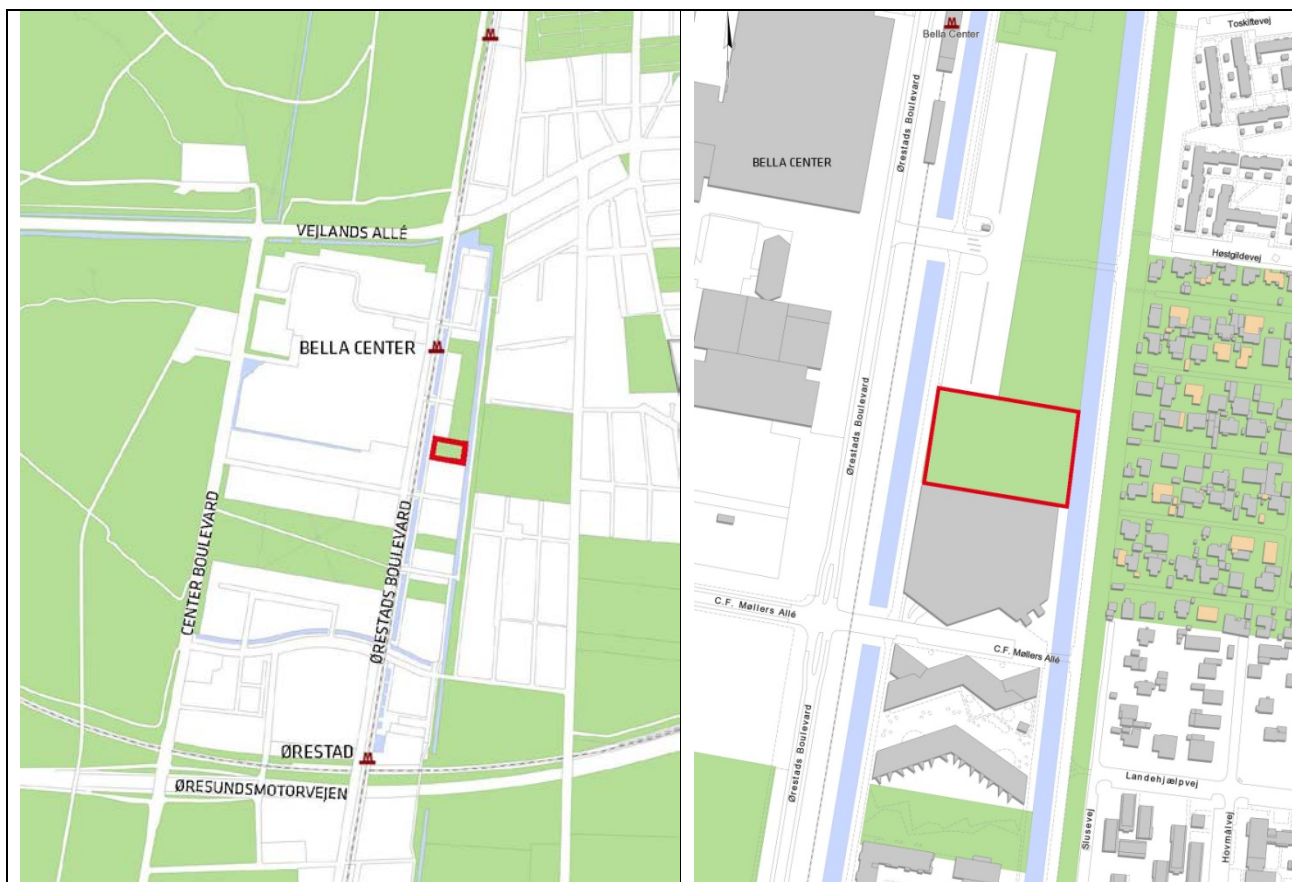 VEJLANDS ALLÉ
BELLA CENTER
CENTER BOULEVARD
ØRESTADS BOULEVARD
ØRESTAD
ØRESUNDSMOTORVEJEN
Toskiftevej
Bella Center
Ørestads Boulevard
BELLA CENTER
Høstgildevej
Ørestads Boulevard
C.F. Møllers Allé
C.F. Møllers Allé
Ørestads Boulevard
Landehjælpvej
Slusevej
Hovmålvej